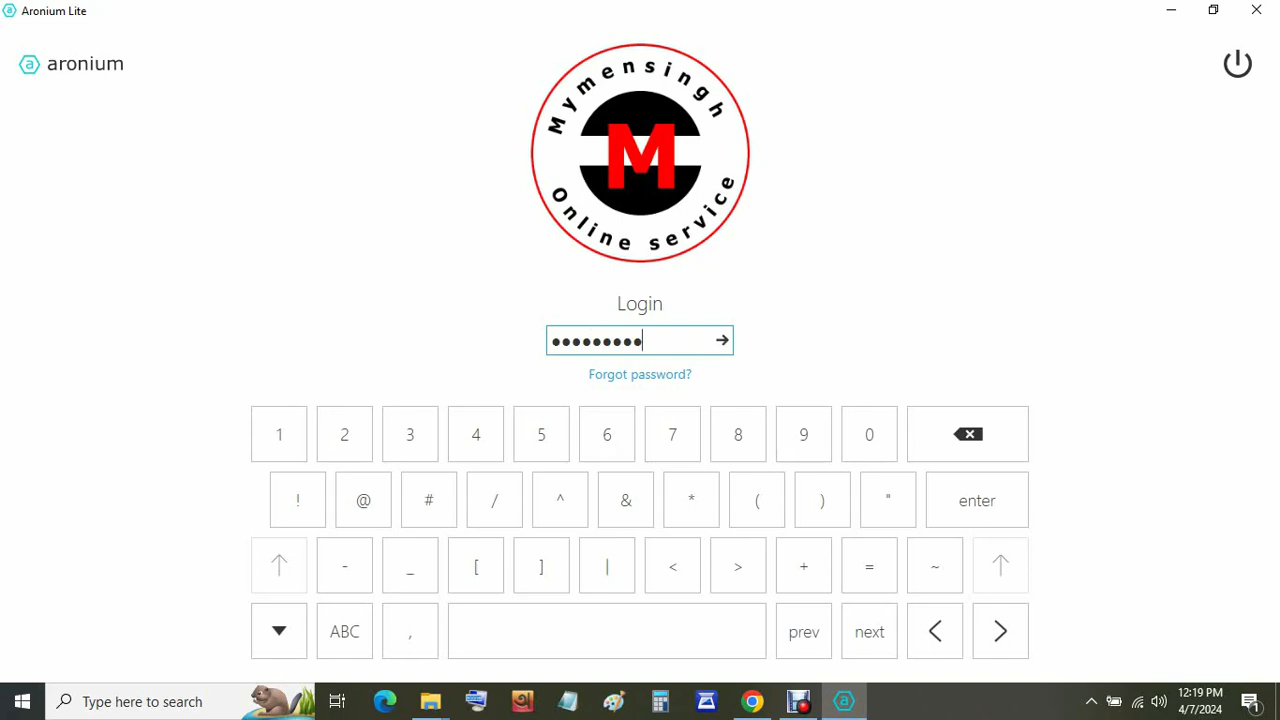 Aronium Lite
aronium
Mymensingh
M
Online service
Login
Forgot password?
1 2 3 4 5 6 7 8 9 0
! @ # / ^ & * ( ) " enter
- _ [ ] | < > + = ~
ABC , prev next
Type here to search
12:19 PM
4/7/2024
1